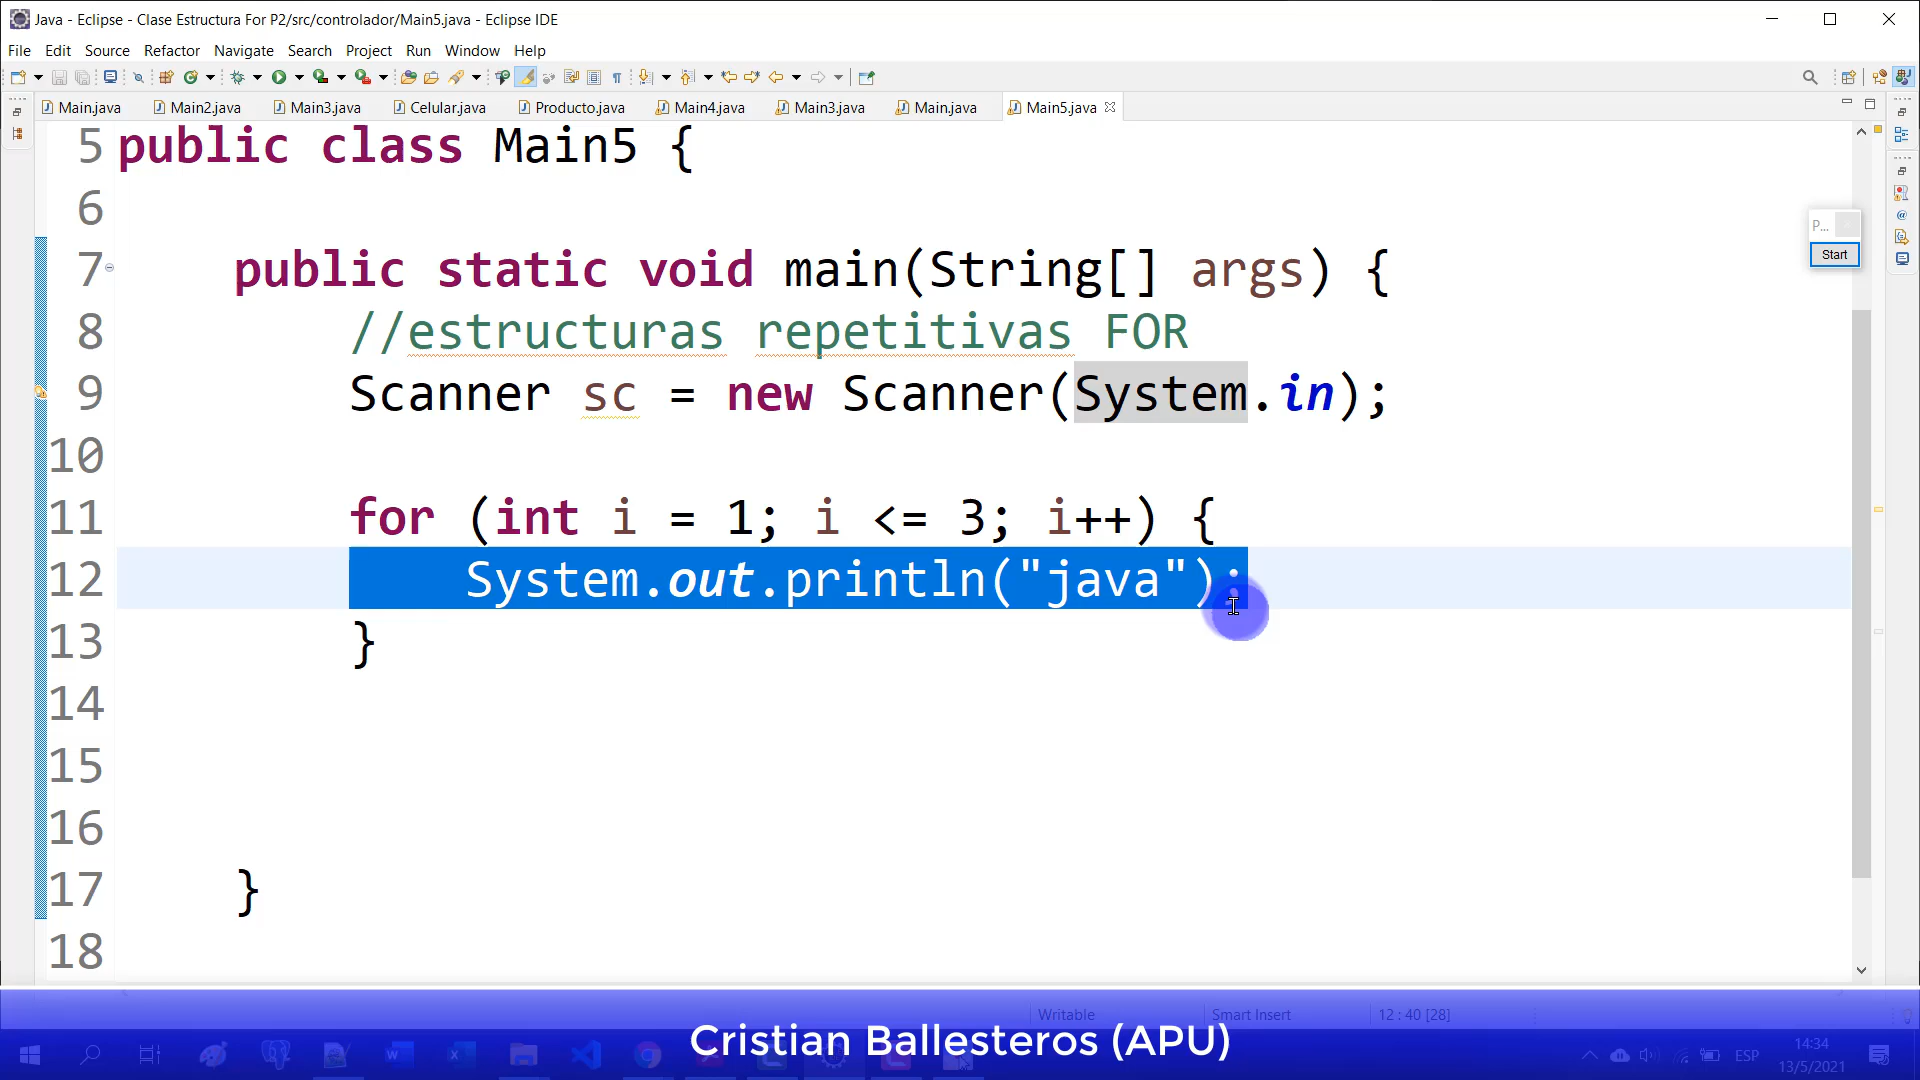 Java - Eclipse - Clase Estructura For P2/src/controlador/Main5.java - Eclipse IDE
File Edit Source Refactor Navigate Search Project Run Window Help
Main.java Main2.java Main3.java Celular.java Producto.java Main4.java Main3.java Main.java Main5.java
5 public class Main5 {
6
7 public static void main(String[] args) {
8 //estructuras repetitivas FOR
9 Scanner sc = new Scanner(System.in);
10
11 for (int i = 1; i <= 3; i++) {
12 System.out.println("java");
13 }
14
15
16
17 }
18
P...
Start
Writable Smart Insert 12 : 40 [28]
Cristian Ballesteros (APU)
ESP
14:34
13/5/2021